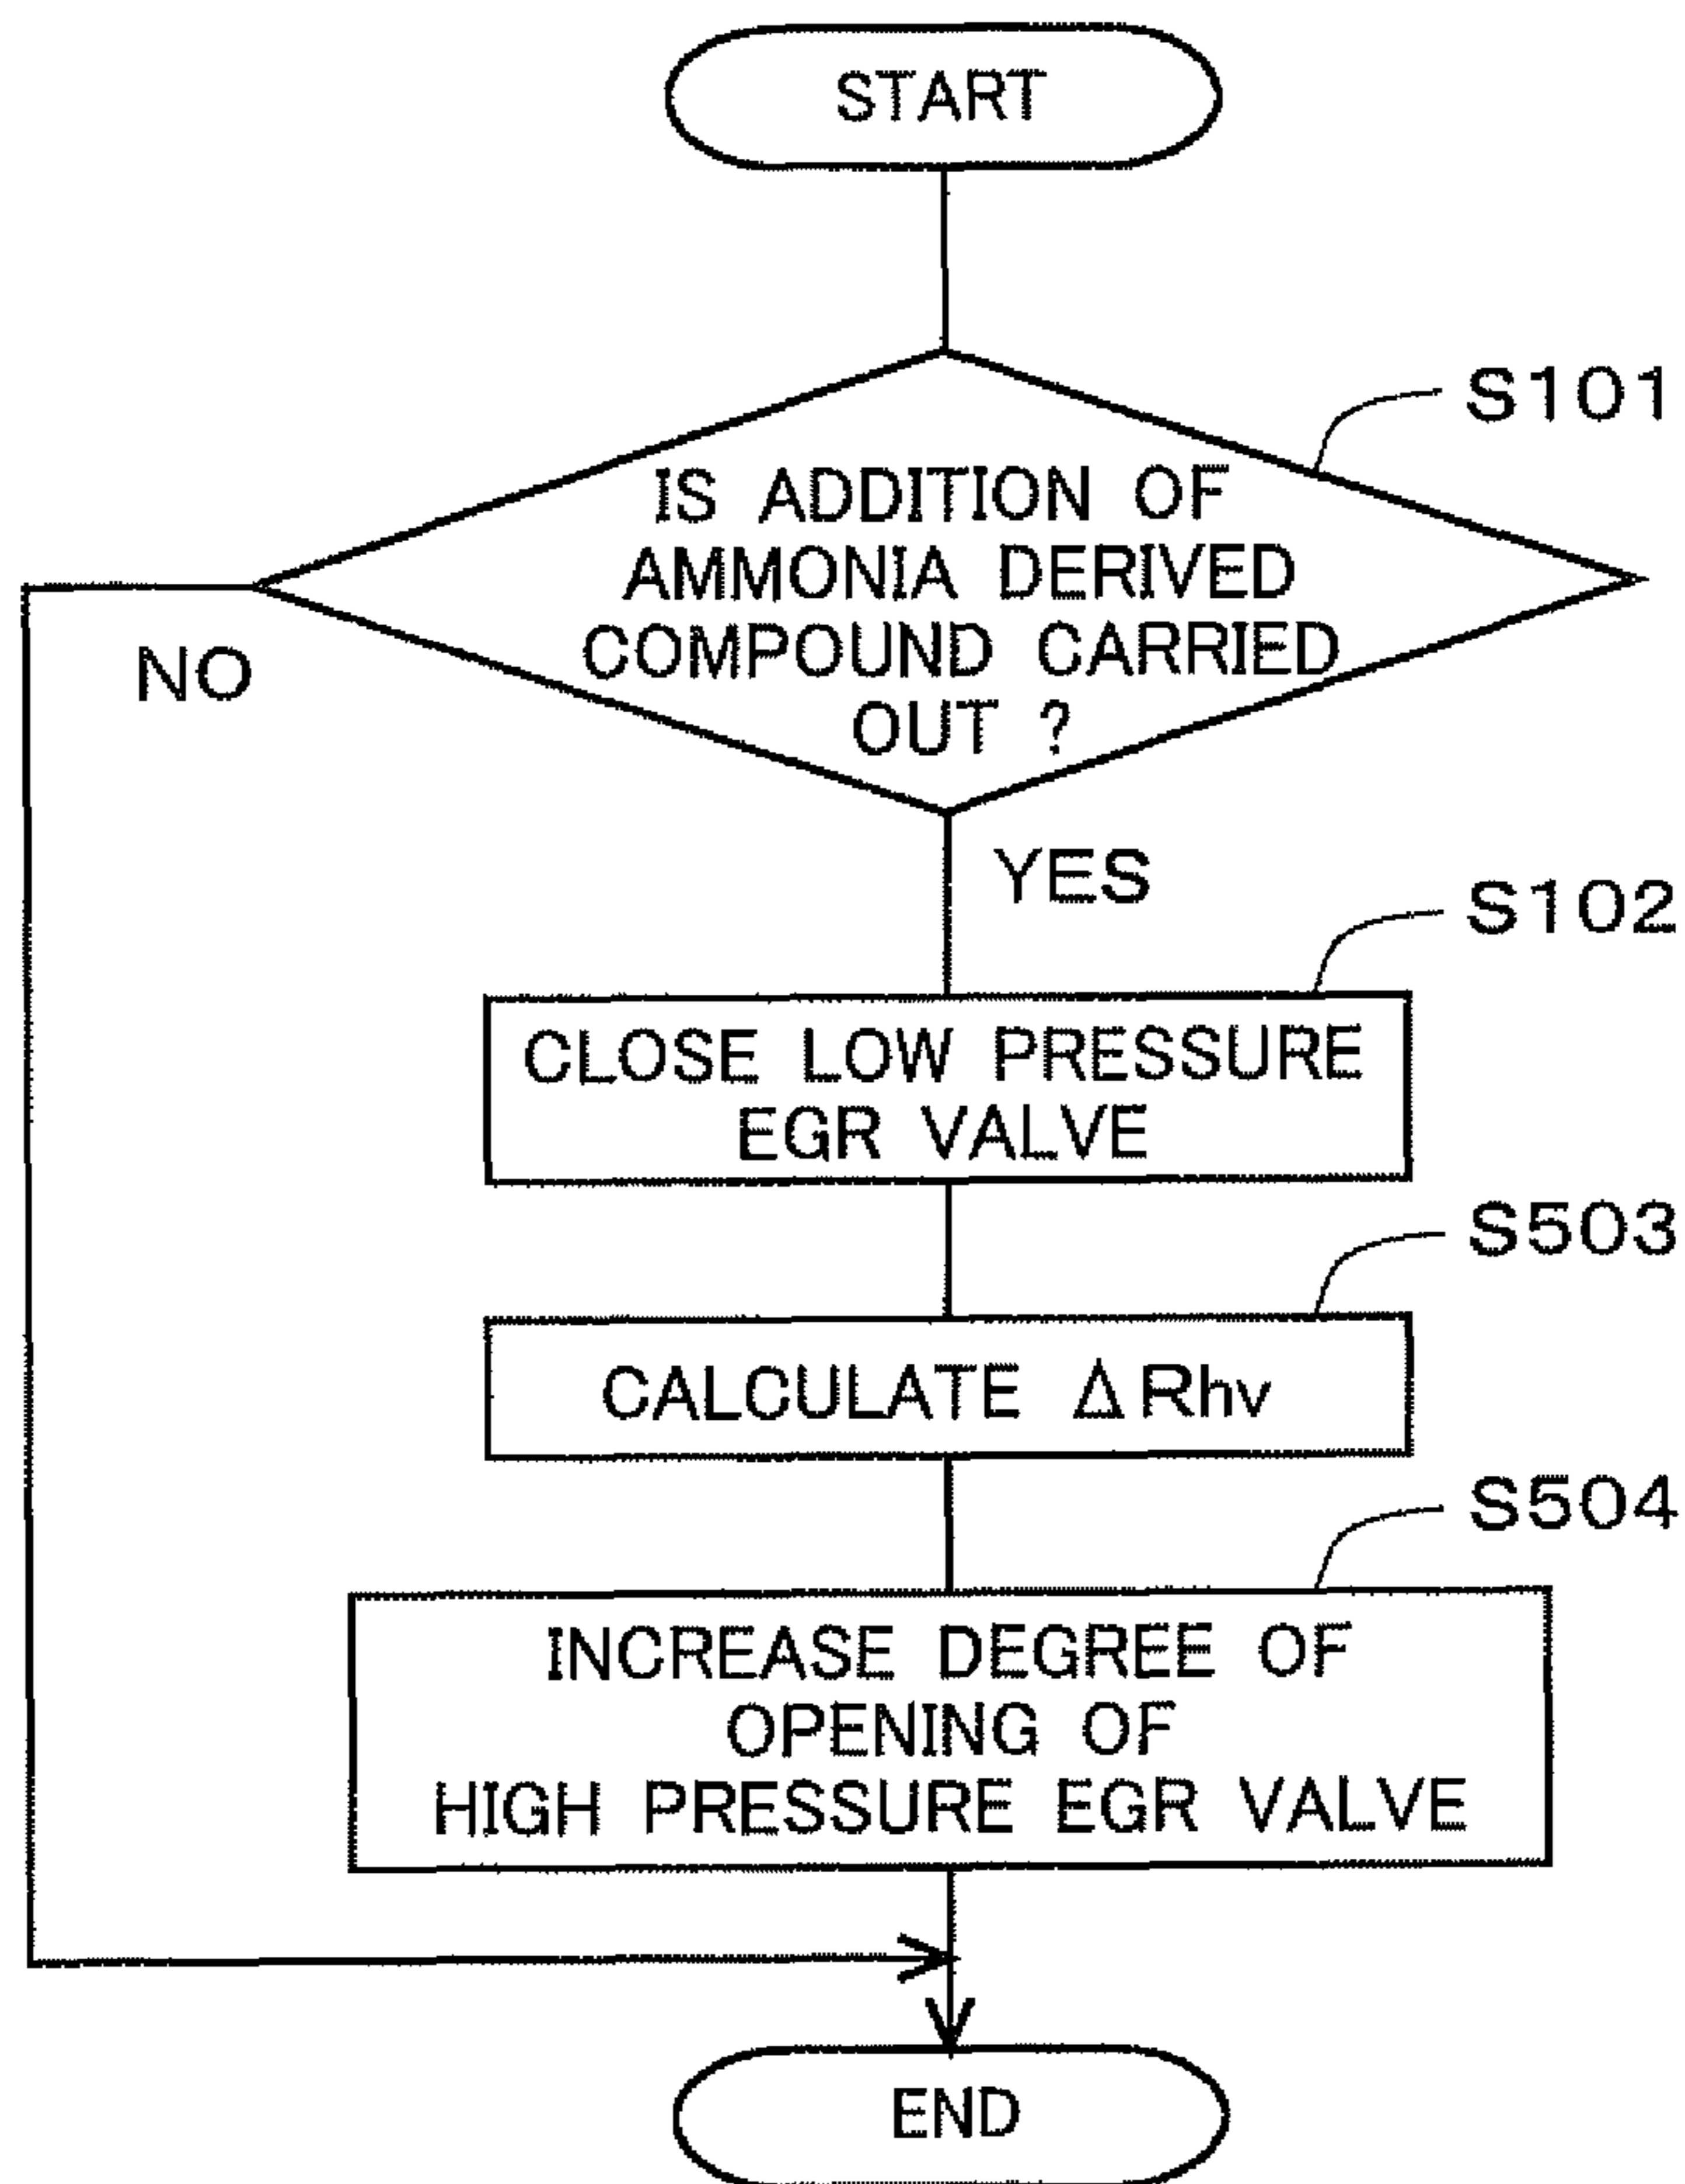 START
S101
IS ADDITION OF
AMMONIA DERIVED
COMPOUND CARRIED
OUT ?
NO
YES
S102
CLOSE LOW PRESSURE
EGR VALVE
S503
CALCULATE ΔRhv
S504
INCREASE DEGREE OF
OPENING OF
HIGH PRESSURE EGR VALVE
END